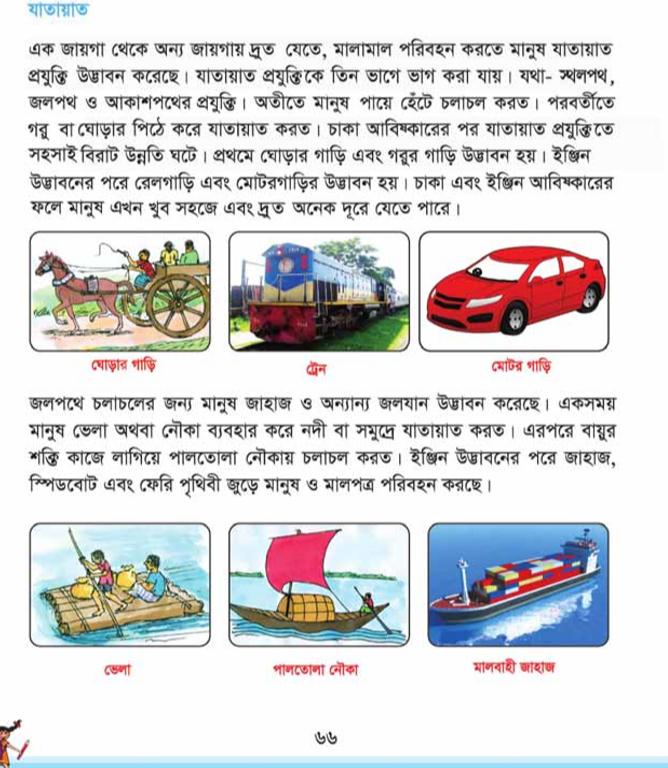 যাতায়াত
এক জায়গা থেকে অন্য জায়গায় দ্রুত যেতে, মালামাল পরিবহন করতে মানুষ যাতায়াত
প্রযুক্তি উদ্ভাবন করেছে। যাতায়াত প্রযুক্তিকে তিন ভাগে ভাগ করা যায়। যথা- স্থলপথ,
জলপথ ও আকাশপথের প্রযুক্তি। অতীতে মানুষ পায়ে হেঁটে চলাচল করত। পরবর্তীতে
গরু বা ঘোড়ার পিঠে করে যাতায়াত করত। চাকা আবিষ্কারের পর যাতায়াত প্রযুক্তিতে
সহসাই বিরাট উন্নতি ঘটে। প্রথমে ঘোড়ার গাড়ি এবং গরুর গাড়ি উদ্ভাবন হয়। ইঞ্জিন
উদ্ভাবনের পরে রেলগাড়ি এবং মোটরগাড়ির উদ্ভাবন হয়। চাকা এবং ইঞ্জিন আবিষ্কারের
ফলে মানুষ এখন খুব সহজে এবং দ্রুত অনেক দূরে যেতে পারে।
ঘোড়ার গাড়ি
ট্রেন
মোটর গাড়ি
জলপথে চলাচলের জন্য মানুষ জাহাজ ও অন্যান্য জলযান উদ্ভাবন করেছে। একসময়
মানুষ ভেলা অথবা নৌকা ব্যবহার করে নদী বা সমুদ্রে যাতায়াত করত। এরপরে বায়ুর
শক্তি কাজে লাগিয়ে পালতোলা নৌকায় চলাচল করত। ইঞ্জিন উদ্ভাবনের পরে জাহাজ,
স্পিডবোট এবং ফেরি পৃথিবী জুড়ে মানুষ ও মালপত্র পরিবহন করছে।
ভেলা
পালতোলা নৌকা
মালবাহী জাহাজ
৬৬